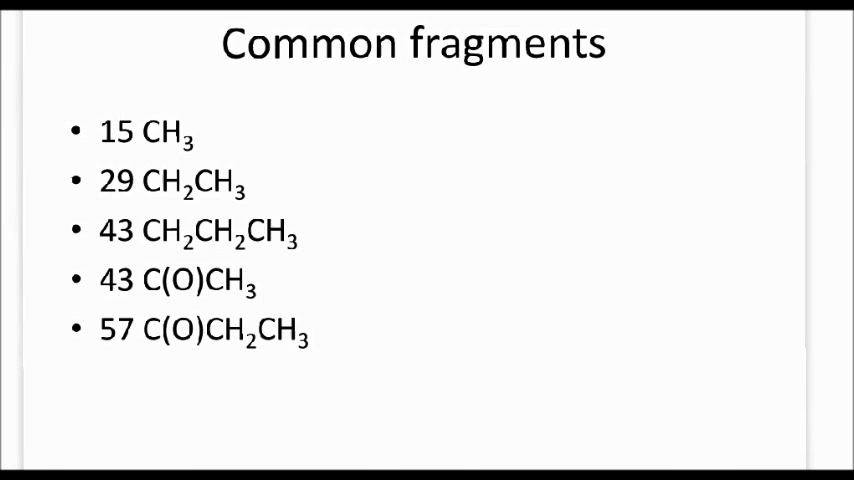 Common fragments
• 15 CH₃
• 29 CH₂CH₃
• 43 CH₂CH₂CH₃
• 43 C(O)CH₃
• 57 C(O)CH₂CH₃